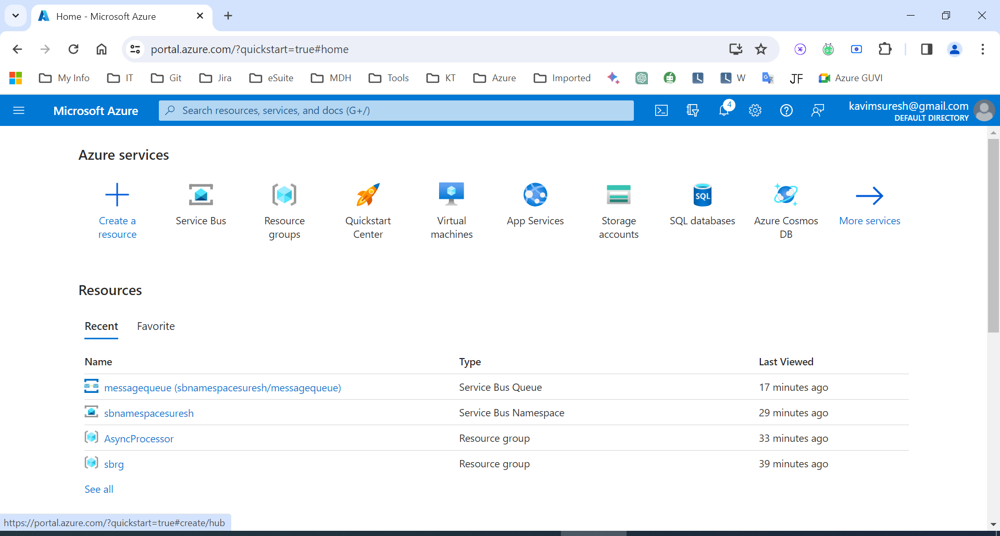 Home - Microsoft Azure
portal.azure.com/?quickstart=true#home
My Info IT Git Jira eSuite MDH Tools KT Azure Imported W JF Azure GUVI
Microsoft Azure Search resources, services, and docs (G+/) 4 kavimsuresh@gmail.com
DEFAULT DIRECTORY
Azure services
Create a resource
Service Bus
Resource groups
Quickstart Center
Virtual machines
App Services
Storage accounts
SQL
SQL databases
Azure Cosmos DB
More services
Resources
Recent Favorite
Name Type Last Viewed
messagequeue (sbnamespacesuresh/messagequeue) Service Bus Queue 17 minutes ago
sbnamespacesuresh Service Bus Namespace 29 minutes ago
AsyncProcessor Resource group 33 minutes ago
sbrg Resource group 39 minutes ago
See all
https://portal.azure.com/?quickstart=true#create/hub